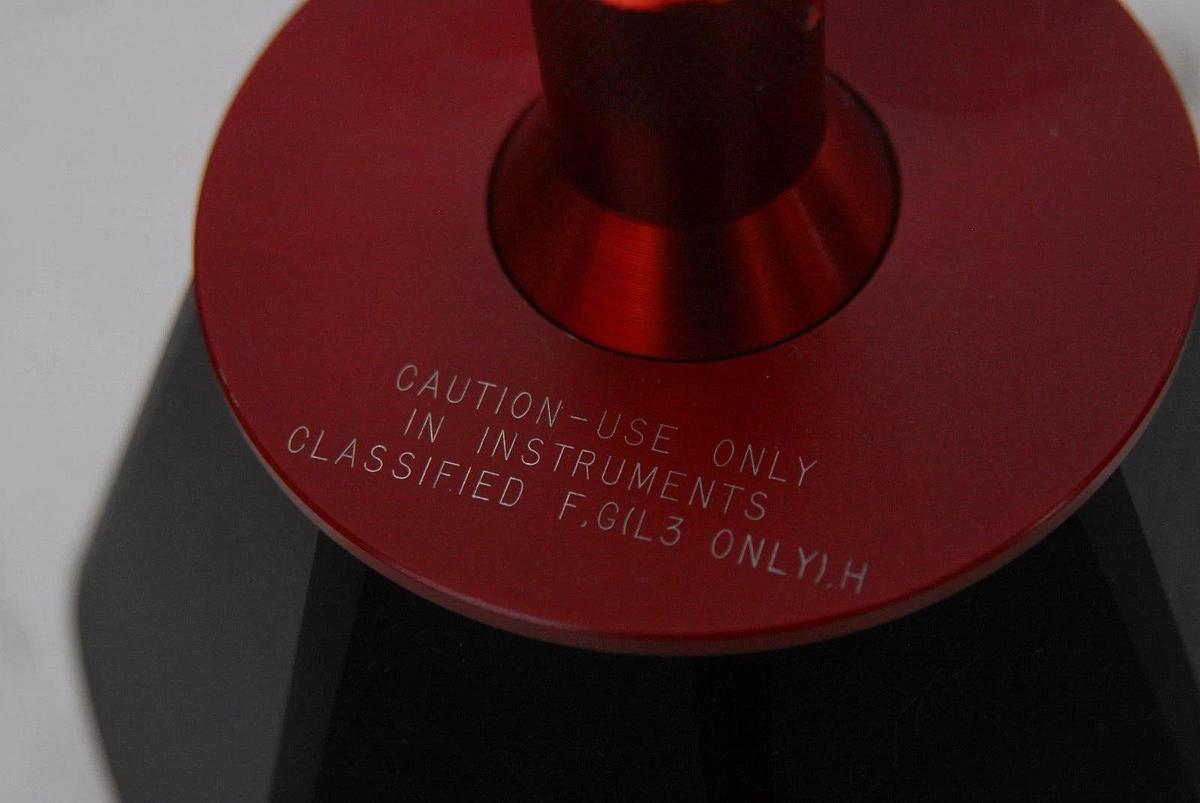 CAUTION-USE ONLY
IN INSTRUMENTS
CLASSIFIED F,G(L3 ONLY),H